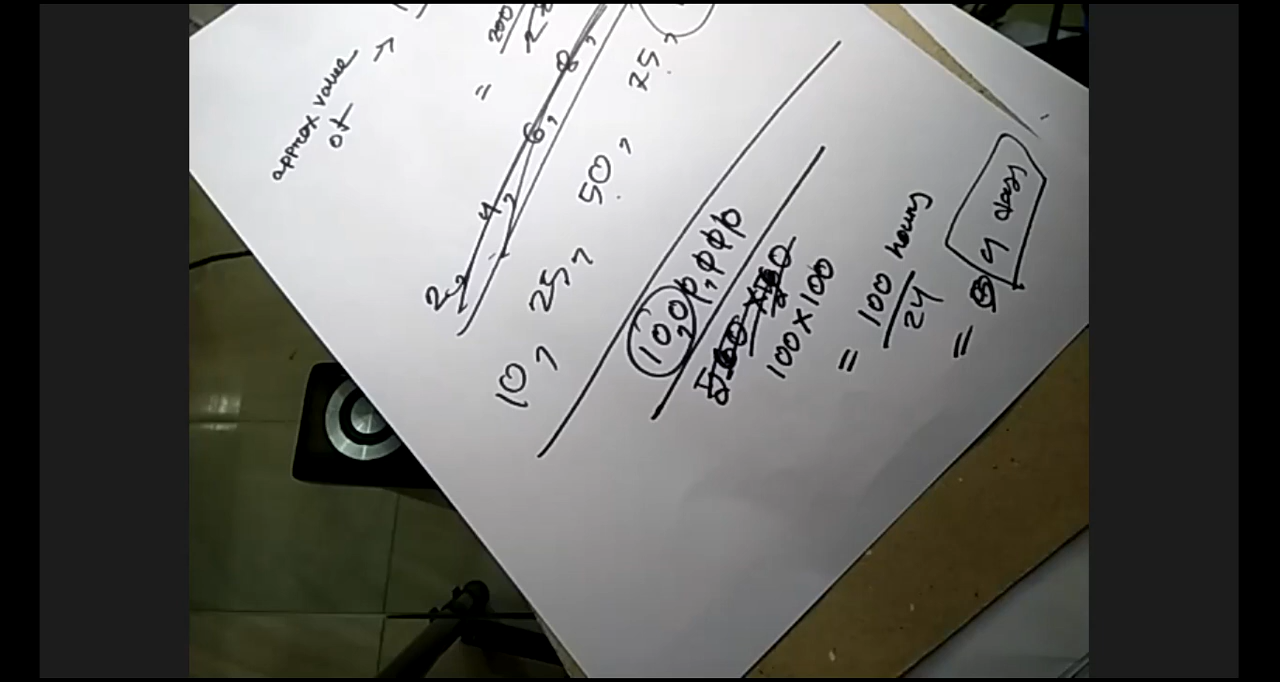 approx value →
of
= 200
2, 4, 6, 8,
10, 25, 50, 75,
100,000
100 × 100
= 100 hours
24
= 4 days